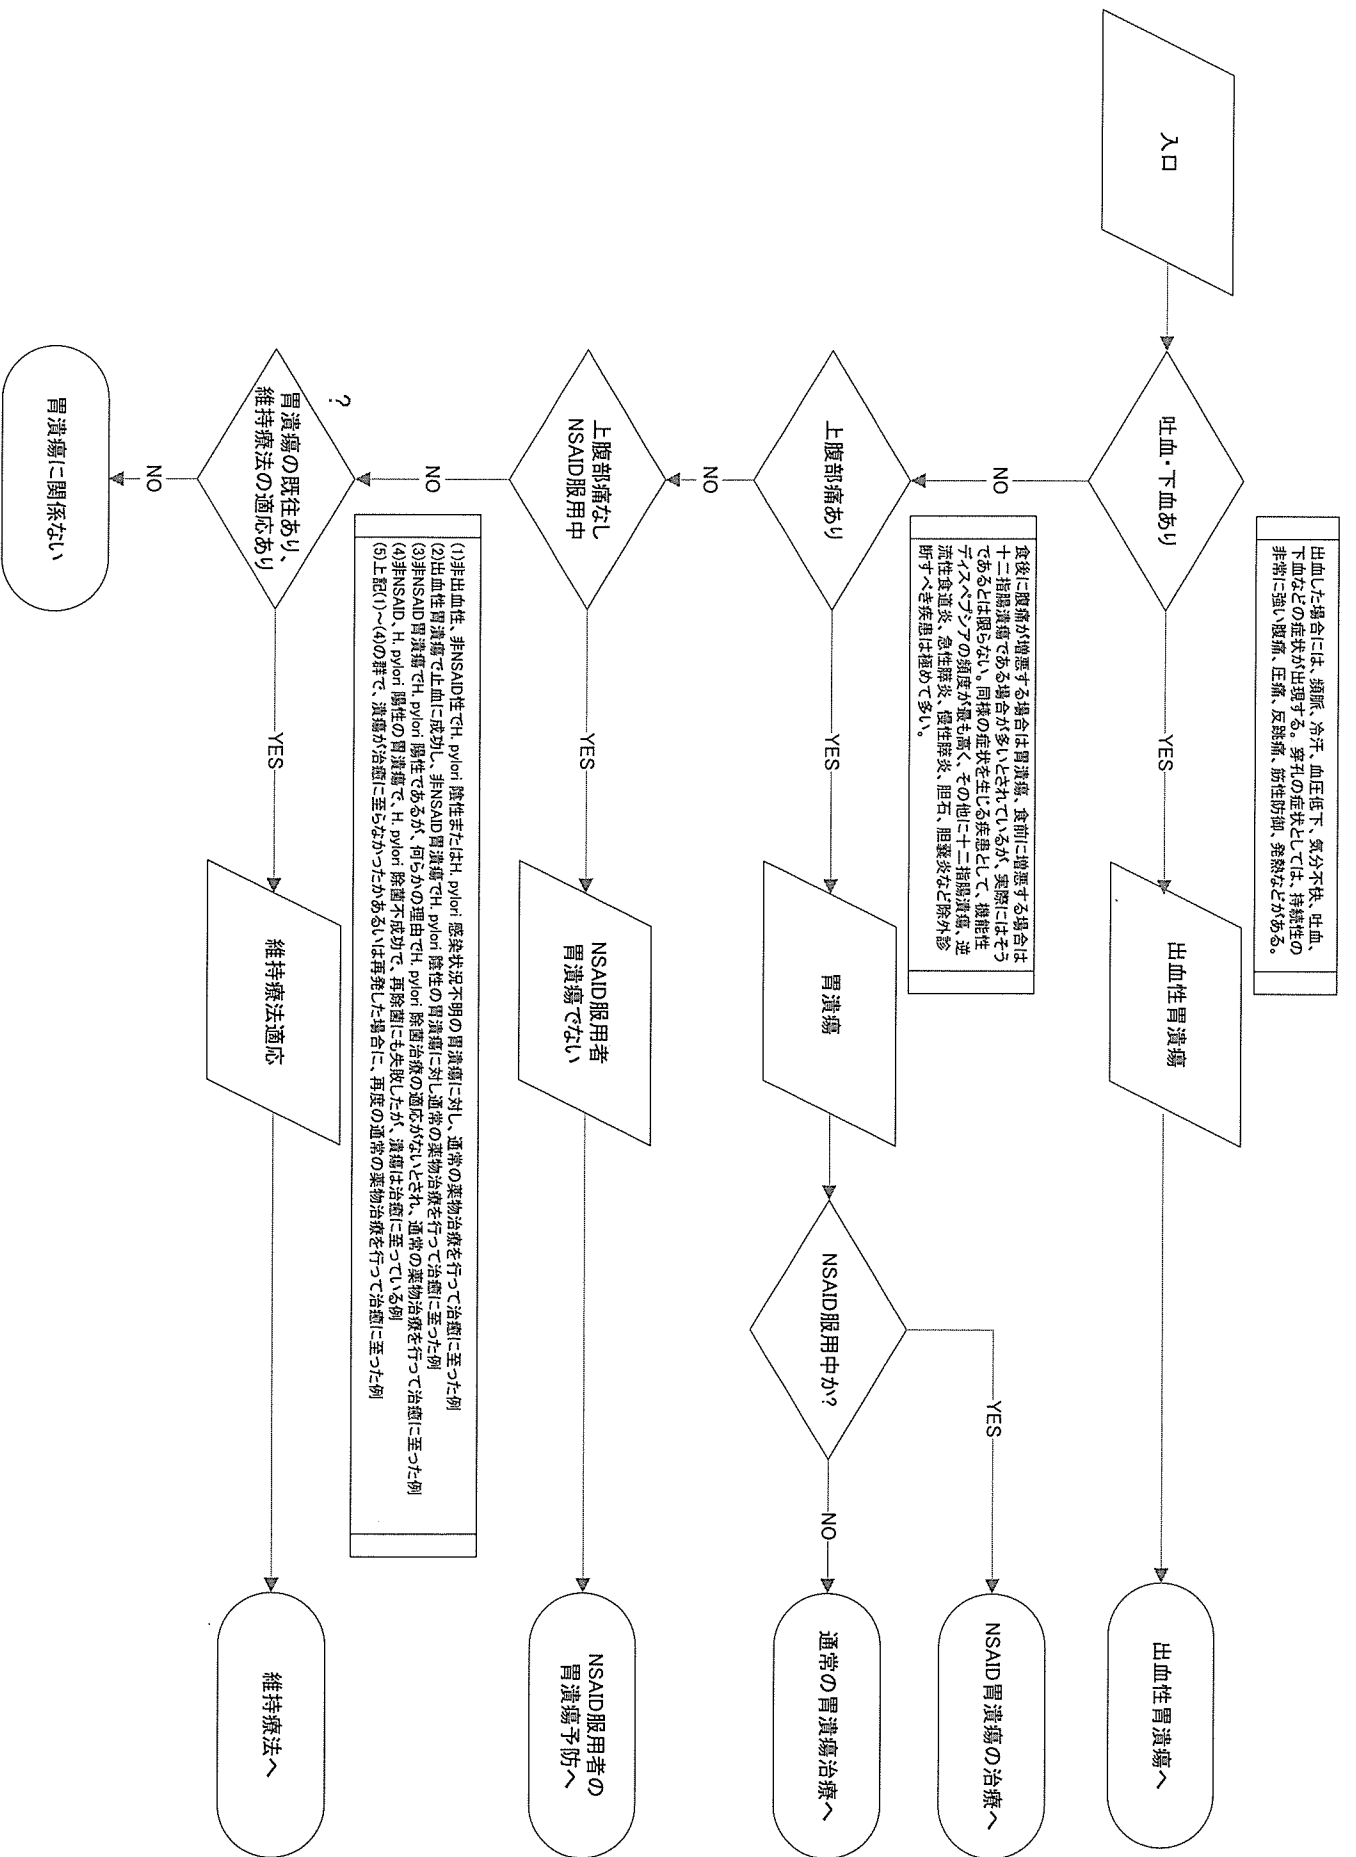 入口
出血した場合には、頻脈、冷汗、血圧低下、気分不快、吐血、
下血などの症状が出現する。穿孔の症状としては、持続性の
非常に強い腹痛、圧痛、反跳痛、筋性防御、発熱などがある。
吐血・下血あり
YES
出血性胃潰瘍
出血性胃潰瘍へ
NO
食後に腹痛が増悪する場合は胃潰瘍、食前に増悪する場合は
十二指腸潰瘍である場合が多いとされているが、実際にはそう
であるとは限らない。同様の症状を生じる疾患として、機能性
ディスペプシアの頻度が最も高く、その他に十二指腸潰瘍、逆
流性食道炎、急性膵炎、慢性膵炎、胆石、胆嚢炎など除外診
断すべき疾患は極めて多い。
上腹部痛あり
YES
胃潰瘍
NSAID服用中か?
YES
NSAID胃潰瘍の治療へ
NO
通常の胃潰瘍治療へ
NO
上腹部痛なし
NSAID服用中
YES
NSAID服用者
胃潰瘍でない
NSAID服用者の
胃潰瘍予防へ
NO
(1)非出血性、非NSAID性でH. pylori 陰性またはH. pylori 感染状況不明の胃潰瘍に対し、通常の薬物治療を行って治癒に至った例
(2)出血性胃潰瘍で止血に成功し、非NSAID胃潰瘍でH. pylori 陰性の胃潰瘍に対し通常の薬物治療を行って治癒に至った例
(3)非NSAID胃潰瘍でH. pylori 陽性であるが、何らかの理由でH. pylori 除菌治療の適応がないとされ、通常の薬物治療を行って治癒に至った例
(4)非NSAID、H. pylori 陽性の胃潰瘍で、H. pylori 除菌不成功で、再除菌にも失敗したが、潰瘍は治癒に至っている例
(5)上記(1)～(4)の群で、潰瘍が治癒に至らなかったかあるいは再発した場合に、再度の通常の薬物治療を行って治癒に至った例
?
胃潰瘍の既往あり、
維持療法の適応あり
YES
維持療法適応
維持療法へ
NO
胃潰瘍に関係ない